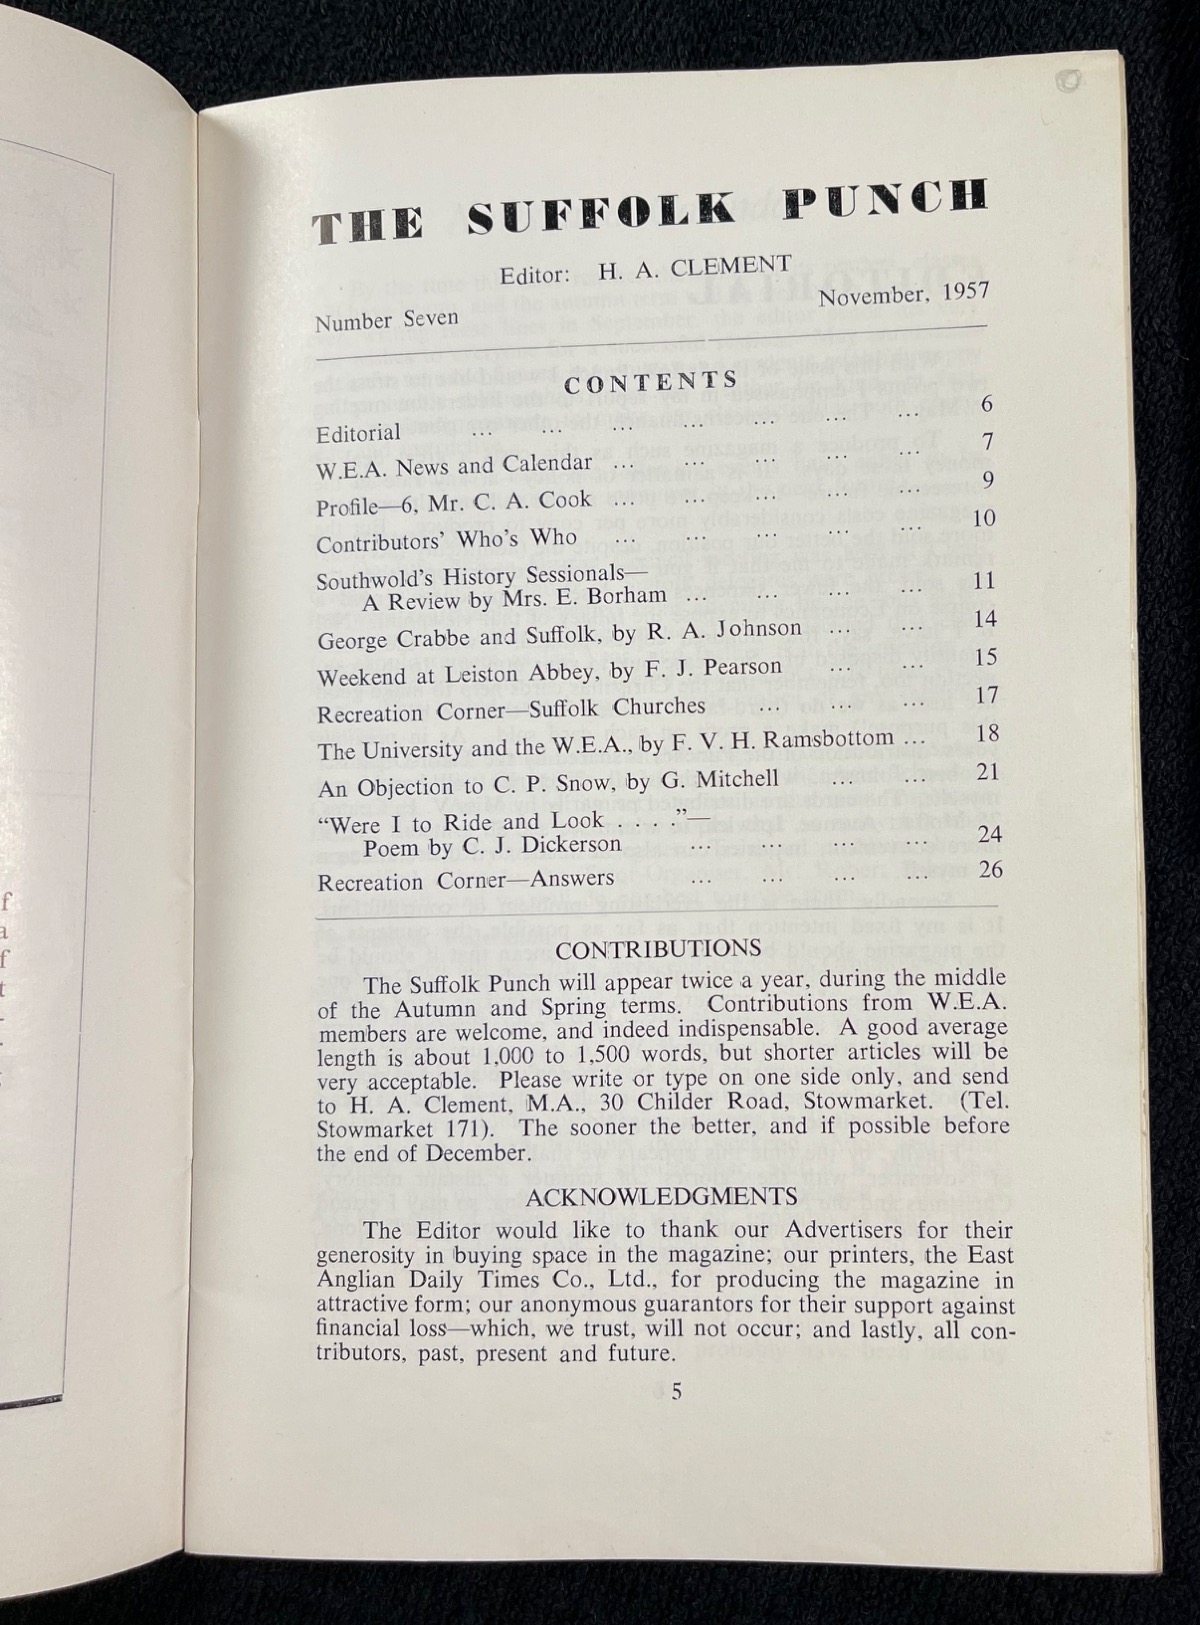 THE SUFFOLK PUNCH
Editor: H. A. CLEMENT
Number Seven November, 1957
CONTENTS
Editorial ... ... ... ... ... ... ... 6
W.E.A. News and Calendar ... ... ... ... ... 7
Profile—6, Mr. C. A. Cook ... ... ... ... ... 9
Contributors' Who's Who ... ... ... ... ... 10
Southwold's History Sessionals—
A Review by Mrs. E. Borham ... ... ... ... 11
George Crabbe and Suffolk, by R. A. Johnson ... ... 14
Weekend at Leiston Abbey, by F. J. Pearson ... ... 15
Recreation Corner—Suffolk Churches ... ... ... 17
The University and the W.E.A., by F. V. H. Ramsbottom ... 18
An Objection to C. P. Snow, by G. Mitchell ... ... 21
“Were I to Ride and Look . . . .”—
Poem by C. J. Dickerson ... ... ... ... 24
Recreation Corner—Answers ... ... ... ... 26
CONTRIBUTIONS
The Suffolk Punch will appear twice a year, during the middle
of the Autumn and Spring terms. Contributions from W.E.A.
members are welcome, and indeed indispensable. A good average
length is about 1,000 to 1,500 words, but shorter articles will be
very acceptable. Please write or type on one side only, and send
to H. A. Clement, M.A., 30 Childer Road, Stowmarket. (Tel.
Stowmarket 171). The sooner the better, and if possible before
the end of December.
ACKNOWLEDGMENTS
The Editor would like to thank our Advertisers for their
generosity in buying space in the magazine; our printers, the East
Anglian Daily Times Co., Ltd., for producing the magazine in
attractive form; our anonymous guarantors for their support against
financial loss—which, we trust, will not occur; and lastly, all con-
tributors, past, present and future.
5